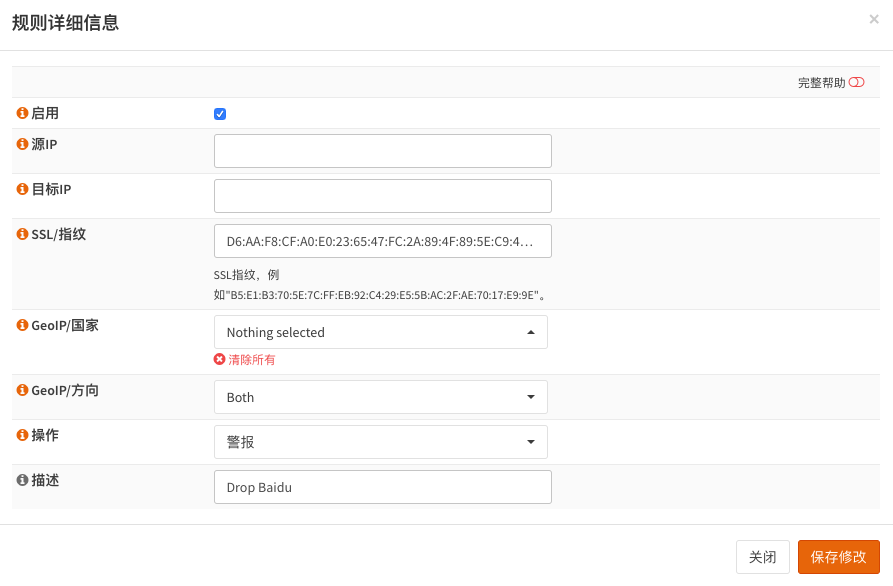 规则详细信息
×
完整帮助
启用
源IP
目标IP
SSL/指纹
D6:AA:F8:CF:A0:E0:23:65:47:FC:2A:89:4F:89:5E:C9:4...
SSL指纹，例
如"B5:E1:B3:70:5E:7C:FF:EB:92:C4:29:E5:5B:AC:2F:AE:70:17:E9:9E"。
GeoIP/国家
Nothing selected
清除所有
GeoIP/方向
Both
操作
警报
描述
Drop Baidu
关闭
保存修改